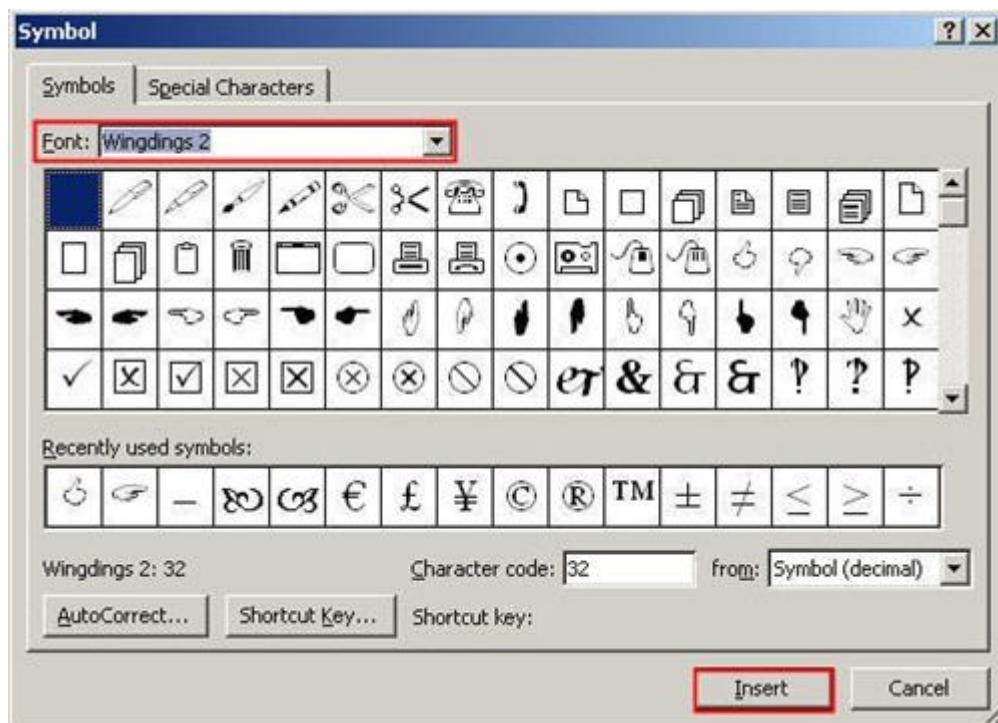 Symbol
Symbols Special Characters
Font: Wingdings 2
Recently used symbols:
_ € £ ¥ © ® TM ± ≠ ≤ ≥ ÷
Wingdings 2: 32 Character code: 32 from: Symbol (decimal)
AutoCorrect... Shortcut Key... Shortcut key:
Insert Cancel